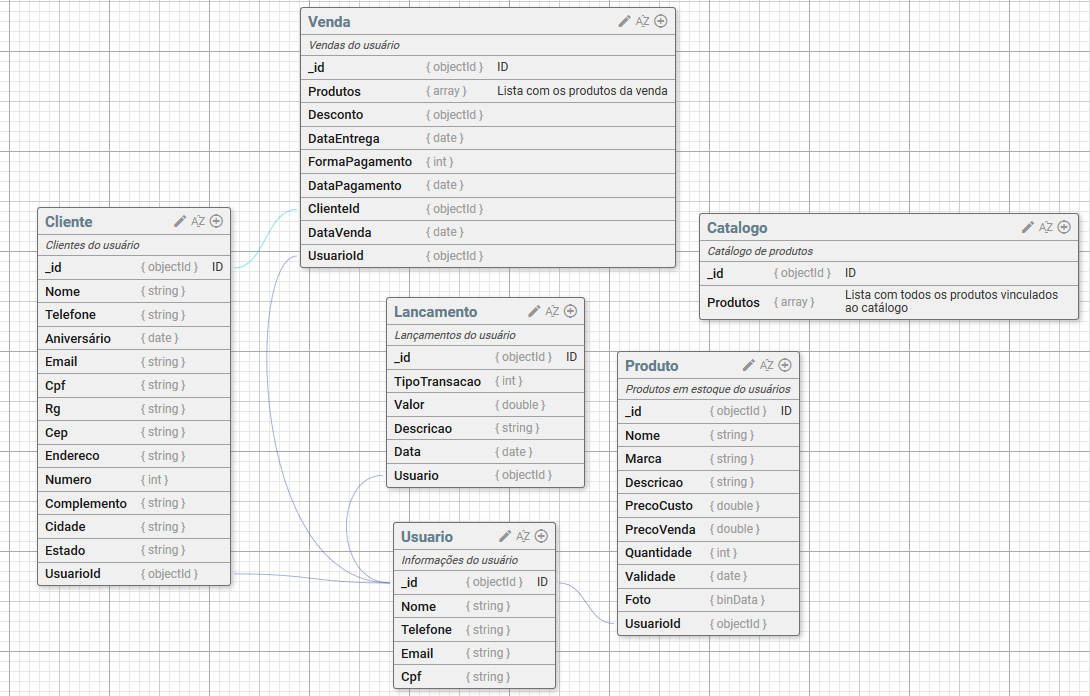 Venda
Vendas do usuário
_id { objectId } ID
Produtos { array } Lista com os produtos da venda
Desconto { objectId }
DataEntrega { date }
FormaPagamento { int }
DataPagamento { date }
ClienteId { objectId }
DataVenda { date }
UsuarioId { objectId }
Cliente
Clientes do usuário
_id { objectId } ID
Nome { string }
Telefone { string }
Aniversário { date }
Email { string }
Cpf { string }
Rg { string }
Cep { string }
Endereco { string }
Numero { int }
Complemento { string }
Cidade { string }
Estado { string }
UsuarioId { objectId }
Catalogo
Catálogo de produtos
_id { objectId } ID
Produtos { array } Lista com todos os produtos vinculados
ao catálogo
Lancamento
Lançamentos do usuário
_id { objectId } ID
TipoTransacao { int }
Valor { double }
Descricao { string }
Data { date }
Usuario { objectId }
Produto
Produtos em estoque do usuários
_id { objectId } ID
Nome { string }
Marca { string }
Descricao { string }
PrecoCusto { double }
PrecoVenda { double }
Quantidade { int }
Validade { date }
Foto { binData }
UsuarioId { objectId }
Usuario
Informações do usuário
_id { objectId } ID
Nome { string }
Telefone { string }
Email { string }
Cpf { string }